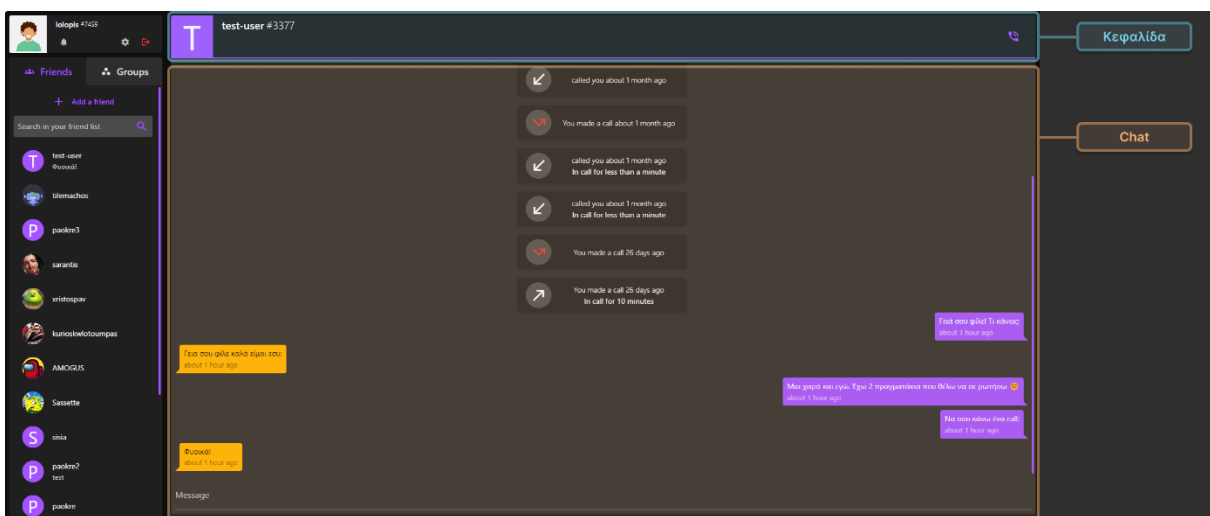 lolopis #7459
Friends
Groups
+ Add a friend
Search in your friend list
T
test-user
Φυσικά!
tilemachos
P
paokre3
sarantis
xristospav
kurioskwlotoumpas
AMOGUS
Sassette
S
sisia
P
paokre2
test
P
paokre
T
test-user #3377
called you about 1 month ago
You made a call about 1 month ago
called you about 1 month ago
In call for less than a minute
called you about 1 month ago
In call for less than a minute
You made a call 26 days ago
You made a call 26 days ago
In call for 10 minutes
Γειά σου φίλε! Τι κάνεις;
about 1 hour ago
Γεια σου φίλε καλά είμαι εσυ;
about 1 hour ago
Μια χαρά και εγώ. Έχω 2 πραγματάκια που θέλω να σε ρωτήσω 😊
about 1 hour ago
Να σου κάνω ένα call;
about 1 hour ago
Φυσικά!
about 1 hour ago
Message
Κεφαλίδα
Chat